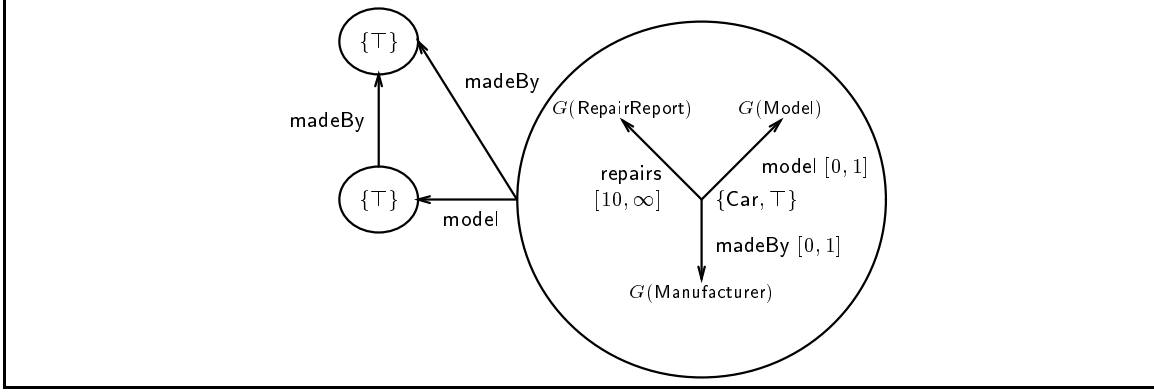 {⊤}
madeBy
madeBy
{⊤}
model
G(RepairReport)
G(Model)
repairs
[10, ∞]
model [0, 1]
{Car, ⊤}
madeBy [0, 1]
G(Manufacturer)